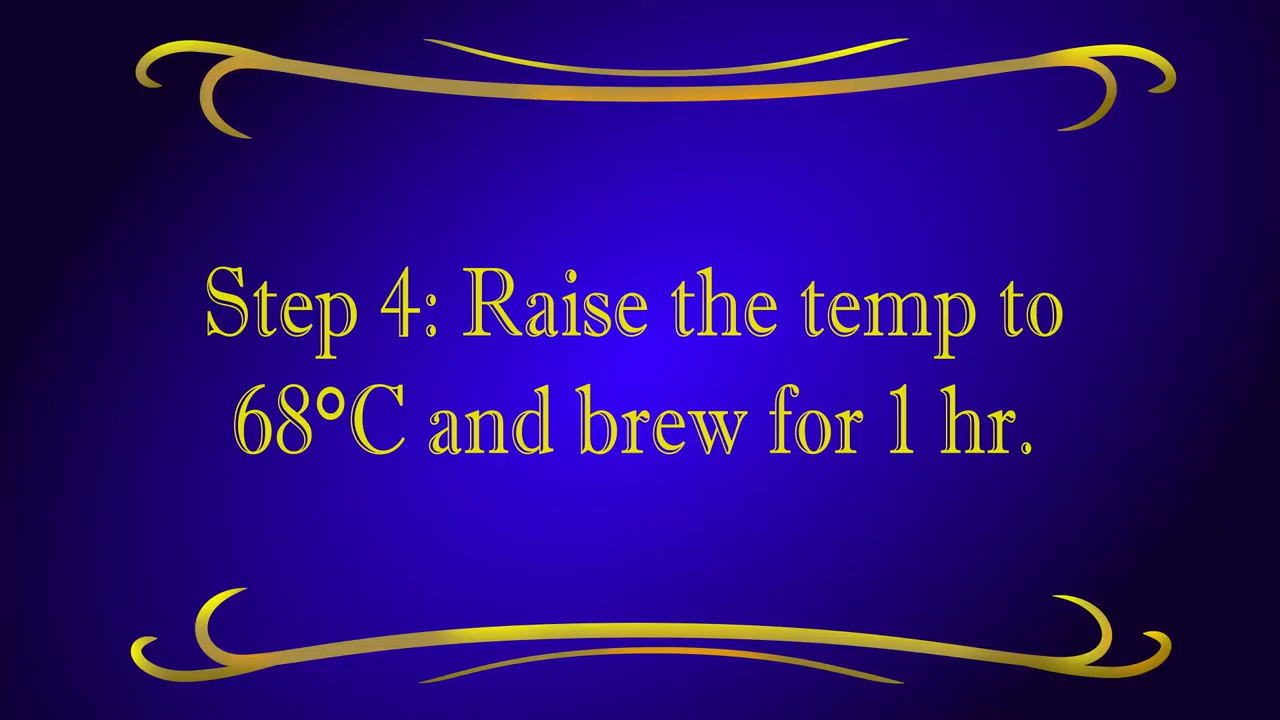 Step 4: Raise the temp to
68°C and brew for 1 hr.